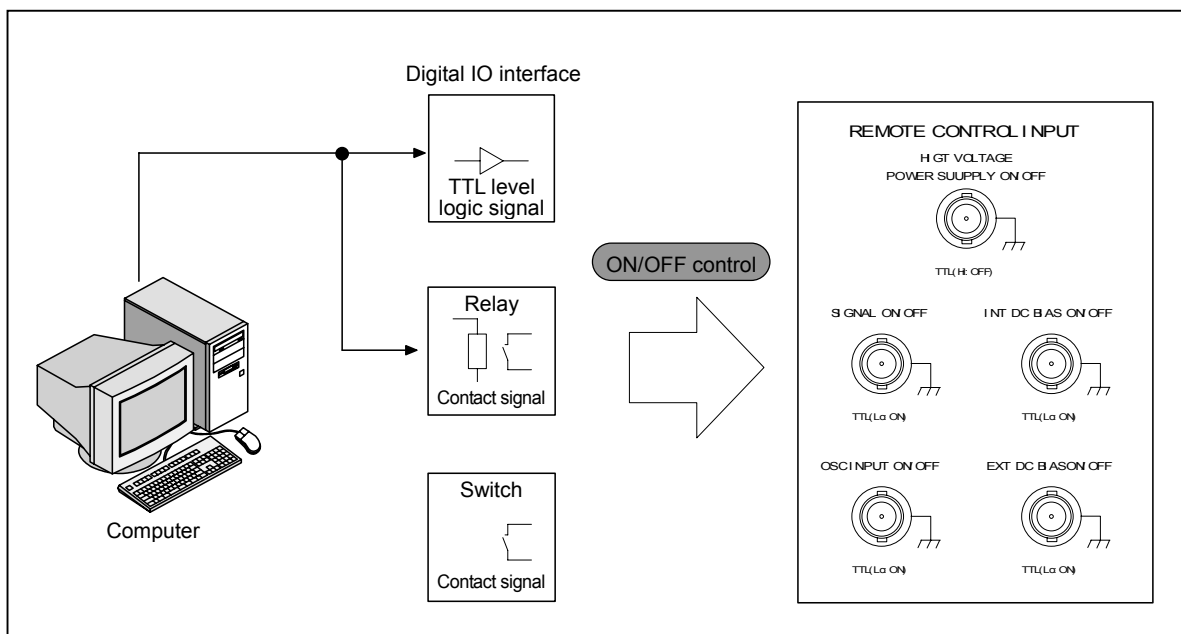 Digital IO interface
TTL level
logic signal
Relay
Contact signal
Switch
Contact signal
Computer
ON/OFF control
REMOTE CONTROL INPUT
HIGT VOLTAGE
POWER SUUPPLY ON/OFF
TTL(Hi: OFF)
SIGNAL ON/OFF
INT DC BIAS ON/OFF
TTL(Lo: ON)
TTL(Lo: ON)
OSC INPUT ON/OFF
EXT DC BIAS ON/OFF
TTL(Lo: ON)
TTL(Lo: ON)